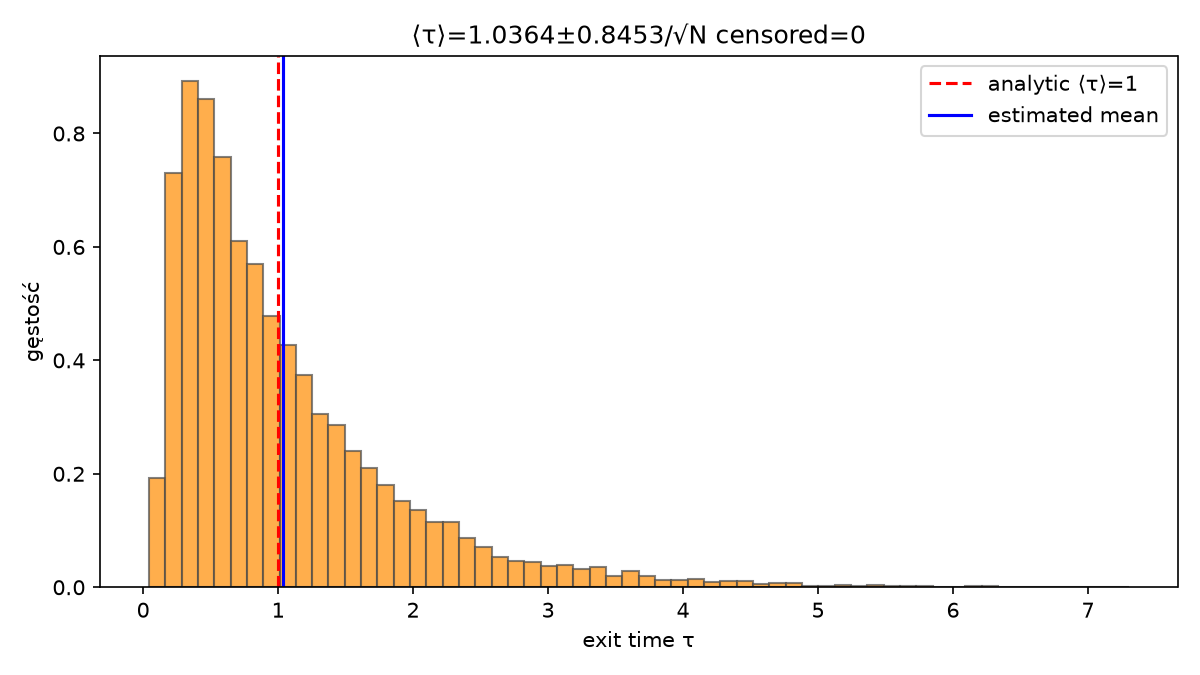 ⟨τ⟩=1.0364±0.8453/√N censored=0
analytic ⟨τ⟩=1
estimated mean
gęstość
0.8
0.6
0.4
0.2
0.0
0 1 2 3 4 5 6 7
exit time τ